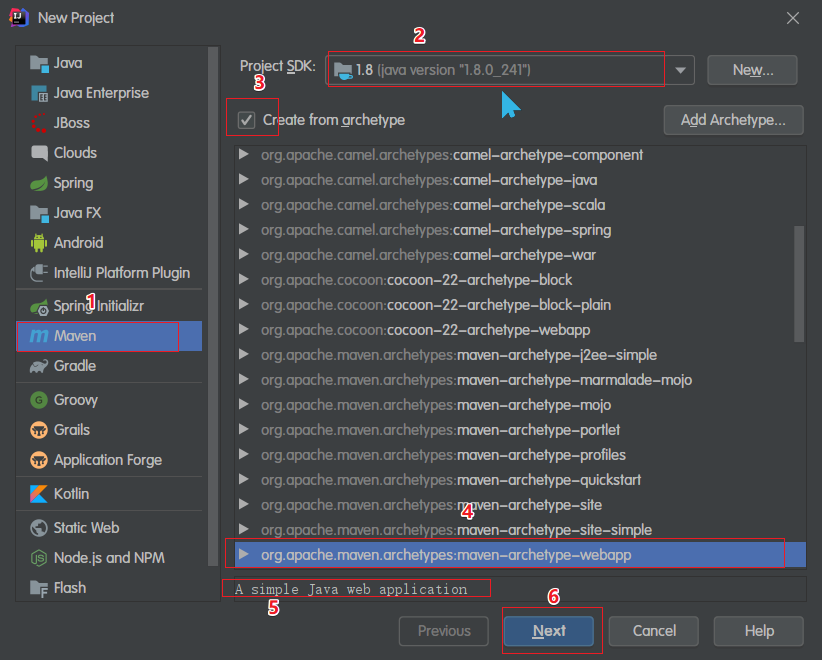 New Project
Java
Java Enterprise
JBoss
Clouds
Spring
Java FX
Android
IntelliJ Platform Plugin
1
Spring Initializr
Maven
Gradle
Groovy
Grails
Application Forge
Kotlin
Static Web
Node.js and NPM
Flash
2
Project SDK: 1.8 (java version "1.8.0_241") New...
3
Create from archetype Add Archetype...
org.apache.camel.archetypes:camel-archetype-component
org.apache.camel.archetypes:camel-archetype-java
org.apache.camel.archetypes:camel-archetype-scala
org.apache.camel.archetypes:camel-archetype-spring
org.apache.camel.archetypes:camel-archetype-war
org.apache.cocoon:cocoon-22-archetype-block
org.apache.cocoon:cocoon-22-archetype-block-plain
org.apache.cocoon:cocoon-22-archetype-webapp
org.apache.maven.archetypes:maven-archetype-j2ee-simple
org.apache.maven.archetypes:maven-archetype-marmalade-mojo
org.apache.maven.archetypes:maven-archetype-mojo
org.apache.maven.archetypes:maven-archetype-portlet
org.apache.maven.archetypes:maven-archetype-profiles
org.apache.maven.archetypes:maven-archetype-quickstart
org.apache.maven.archetypes:maven-archetype-site
4
org.apache.maven.archetypes:maven-archetype-site-simple
org.apache.maven.archetypes:maven-archetype-webapp
A simple Java web application
5
6
Previous Next Cancel Help